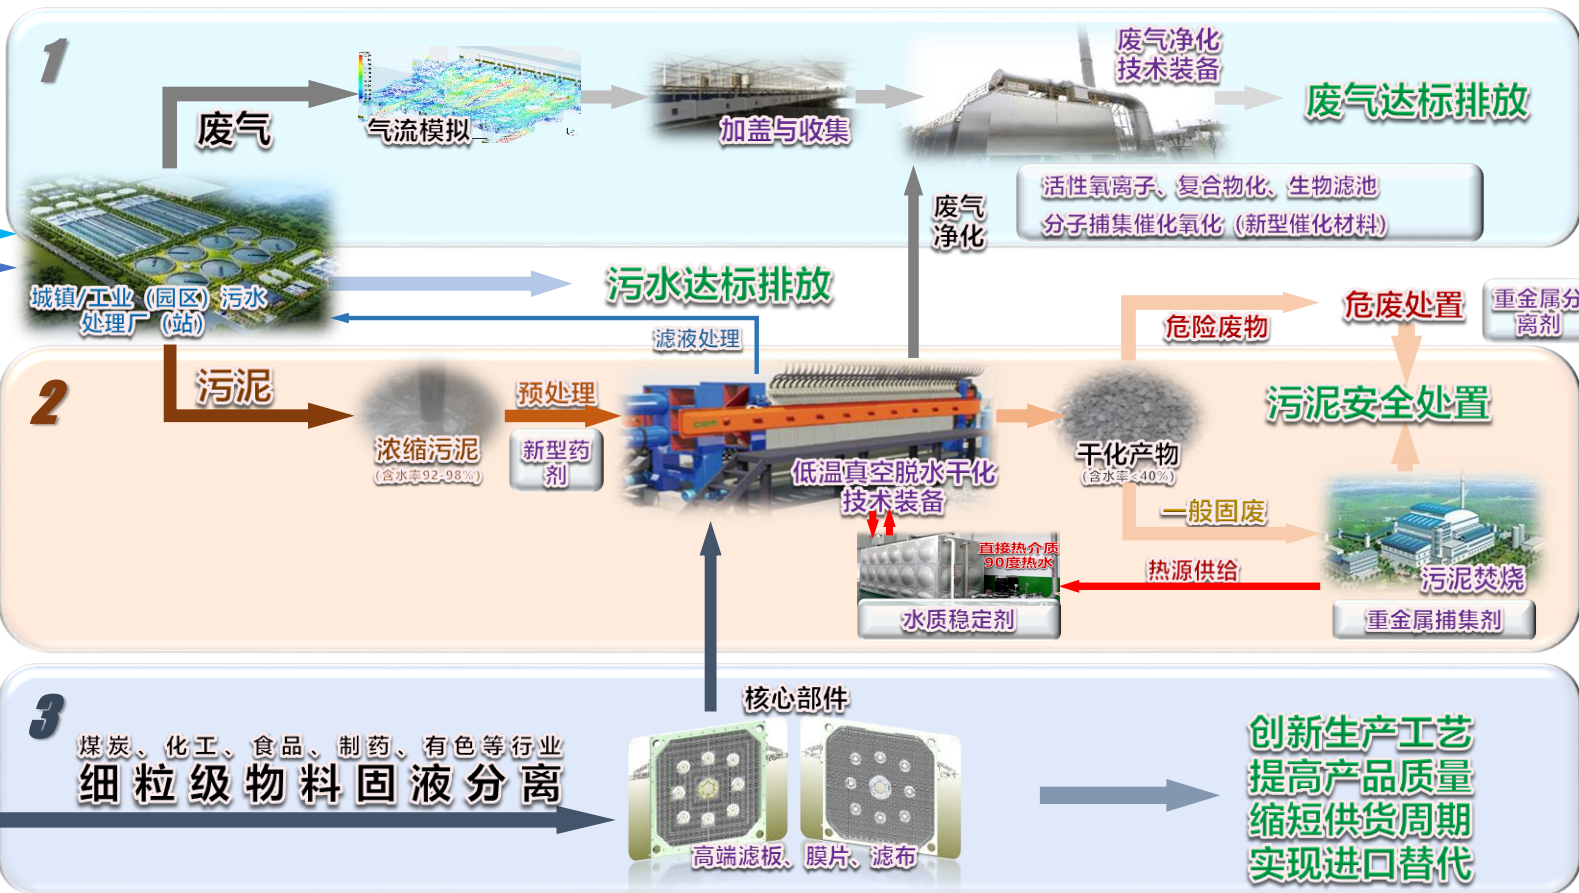 1
废气
气流模拟
加盖与收集
废气净化
技术装备
废气达标排放
活性氧离子、复合物化、生物滤池
分子捕集催化氧化（新型催化材料）
废气
净化
城镇/工业（园区）污水
处理厂（站）
污水达标排放
滤液处理
危险废物
危废处置
重金属分
离剂
2
污泥
浓缩污泥
(含水率92-98%)
预处理
新型药
剂
低温真空脱水干化
技术装备
干化产物
(含水率<40%)
污泥安全处置
一般固废
直接热介质
90度热水
水质稳定剂
热源供给
污泥焚烧
重金属捕集剂
3
煤炭、化工、食品、制药、有色等行业
细粒级物料固液分离
核心部件
高端滤板、膜片、滤布
创新生产工艺
提高产品质量
缩短供货周期
实现进口替代